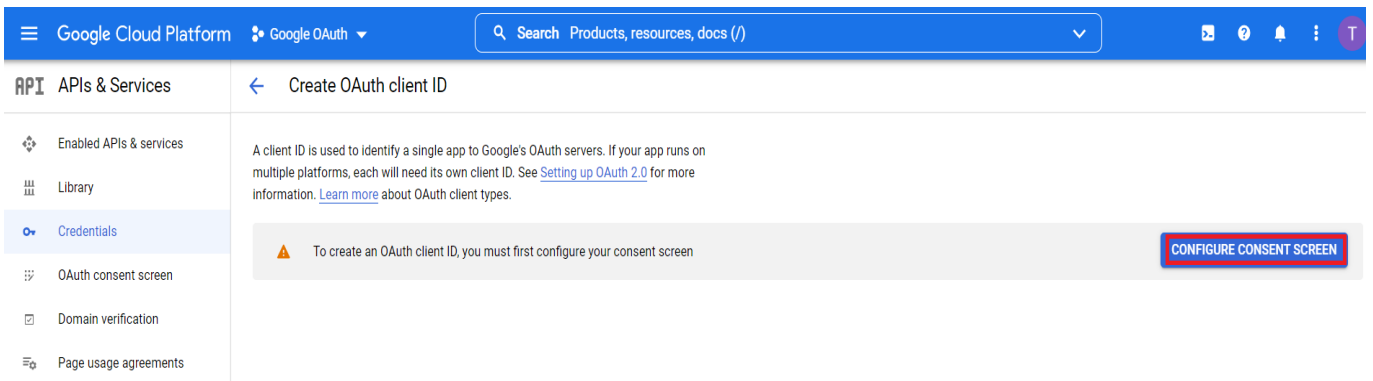 Google Cloud Platform Google OAuth Search Products, resources, docs (/) T
API APIs & Services Create OAuth client ID
Enabled APIs & services
Library
Credentials
OAuth consent screen
Domain verification
Page usage agreements
A client ID is used to identify a single app to Google's OAuth servers. If your app runs on
multiple platforms, each will need its own client ID. See Setting up OAuth 2.0 for more
information. Learn more about OAuth client types.
To create an OAuth client ID, you must first configure your consent screen CONFIGURE CONSENT SCREEN